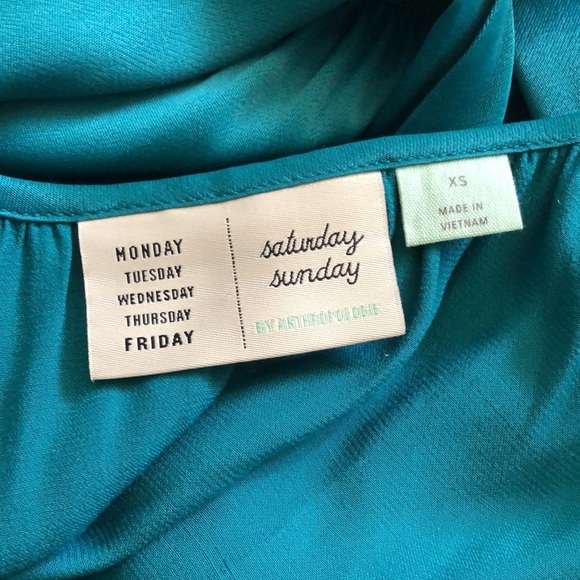 MONDAY
TUESDAY
WEDNESDAY
THURSDAY
FRIDAY
saturday
sunday
BY ANTHROPOLOGIE
XS
MADE IN
VIETNAM